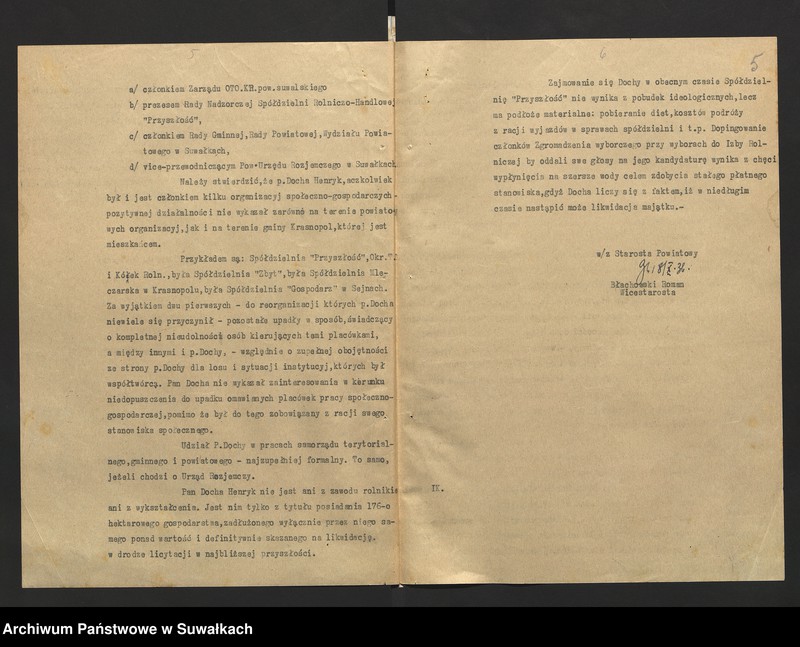 5
a/ członkiem Zarządu OTO.KR.pow.suwalskiego
b/ prezesem Rady Nadzorczej Spółdzielni Rolniczo-Handlowej
"Przyszłość",
c/ członkiem Rady Gminnej,Rady Powiatowej,Wydziału Powia-
towego w Suwałkach,
d/ vice-przewodniczącym Pow.Urzędu Rozjemczego w Suwałkach
Należy stwierdzić,że p.Docha Henryk,aczkolwiek
był i jest członkiem kilku organizacyj społeczno-gospodarczych-
pozytywnej działalności nie wykazał zarówno na terenie powiato
wych organizacyj,jak i na terenie gminy Krasnopol,której jest
mieszkańcem.
Przykładem są: Spółdzielnia "Przyszłość",Okr.T.
i Kółek Roln.,była Spółdzielnia "Zbyt",była Spółdzielnia Mle
czarska w Krasnopolu,była Spółdzielnia "Gospodarz" w Sejnach.
Za wyjątkiem dwu pierwszych - do reorganizacji których p.Docha
niewiele się przyczynił - pozostałe upadły w sposób,świadczący
o kompletnej nieudolności osób kierujących temi placówkami,
a między innymi i p.Dochy, - względnie o zupełnej obojętności
ze strony p.Dochy dla losu i sytuacji instytucyj,których był
współtwórcą. Pan Docha nie wykazał zainteresowania w kierunku
niedopuszczenia do upadku omawianych placówek pracy społeczno-
gospodarczej,pomimo że był do tego zobowiązany z racji swego
stanowiska społecznego.
Udział P.Dochy w pracach samorządu terytorial-
nego,gminnego i powiatowego - najzupełniej formalny. To samo,
jeżeli chodzi o Urząd Rozjemczy.
Pan Docha Henryk nie jest ani z zawodu rolnikie
ani z wykształcenia. Jest nim tylko z tytułu posiadania 176-o
hektarowego gospodarstwa,zadłużonego wyłącznie przez niego sa-
mego ponad wartość i definitywnie skazanego na likwidację
w drodze licytacji w najbliższej przyszłości.
6
5
Zajmowanie się Dochy w obecnym czasie Spółdziel-
nią "Przyszłość" nie wynika z pobudek ideologicznych,lecz
ma podłoże materialne: pobieranie diet,kosztów podróży
z racji wyjazdów w sprawach spółdzielni i t.p. Dopingowanie
członków Zgromadzenia wyborczego przy wyborach do Izby Rol-
niczej by oddali swe głosy na jego kandydaturę wynika z chęci
wypłynięcia na szersze wody celem zdobycia stałego płatnego
stanowiska,gdyż Docha liczy się z faktem,iż w niedługim
czasie nastąpić może likwidacja majątku.-
w/z Starosta Powiatowy
Błachowski Roman
Wicestarosta
IK.
Archiwum Państwowe w Suwałkach